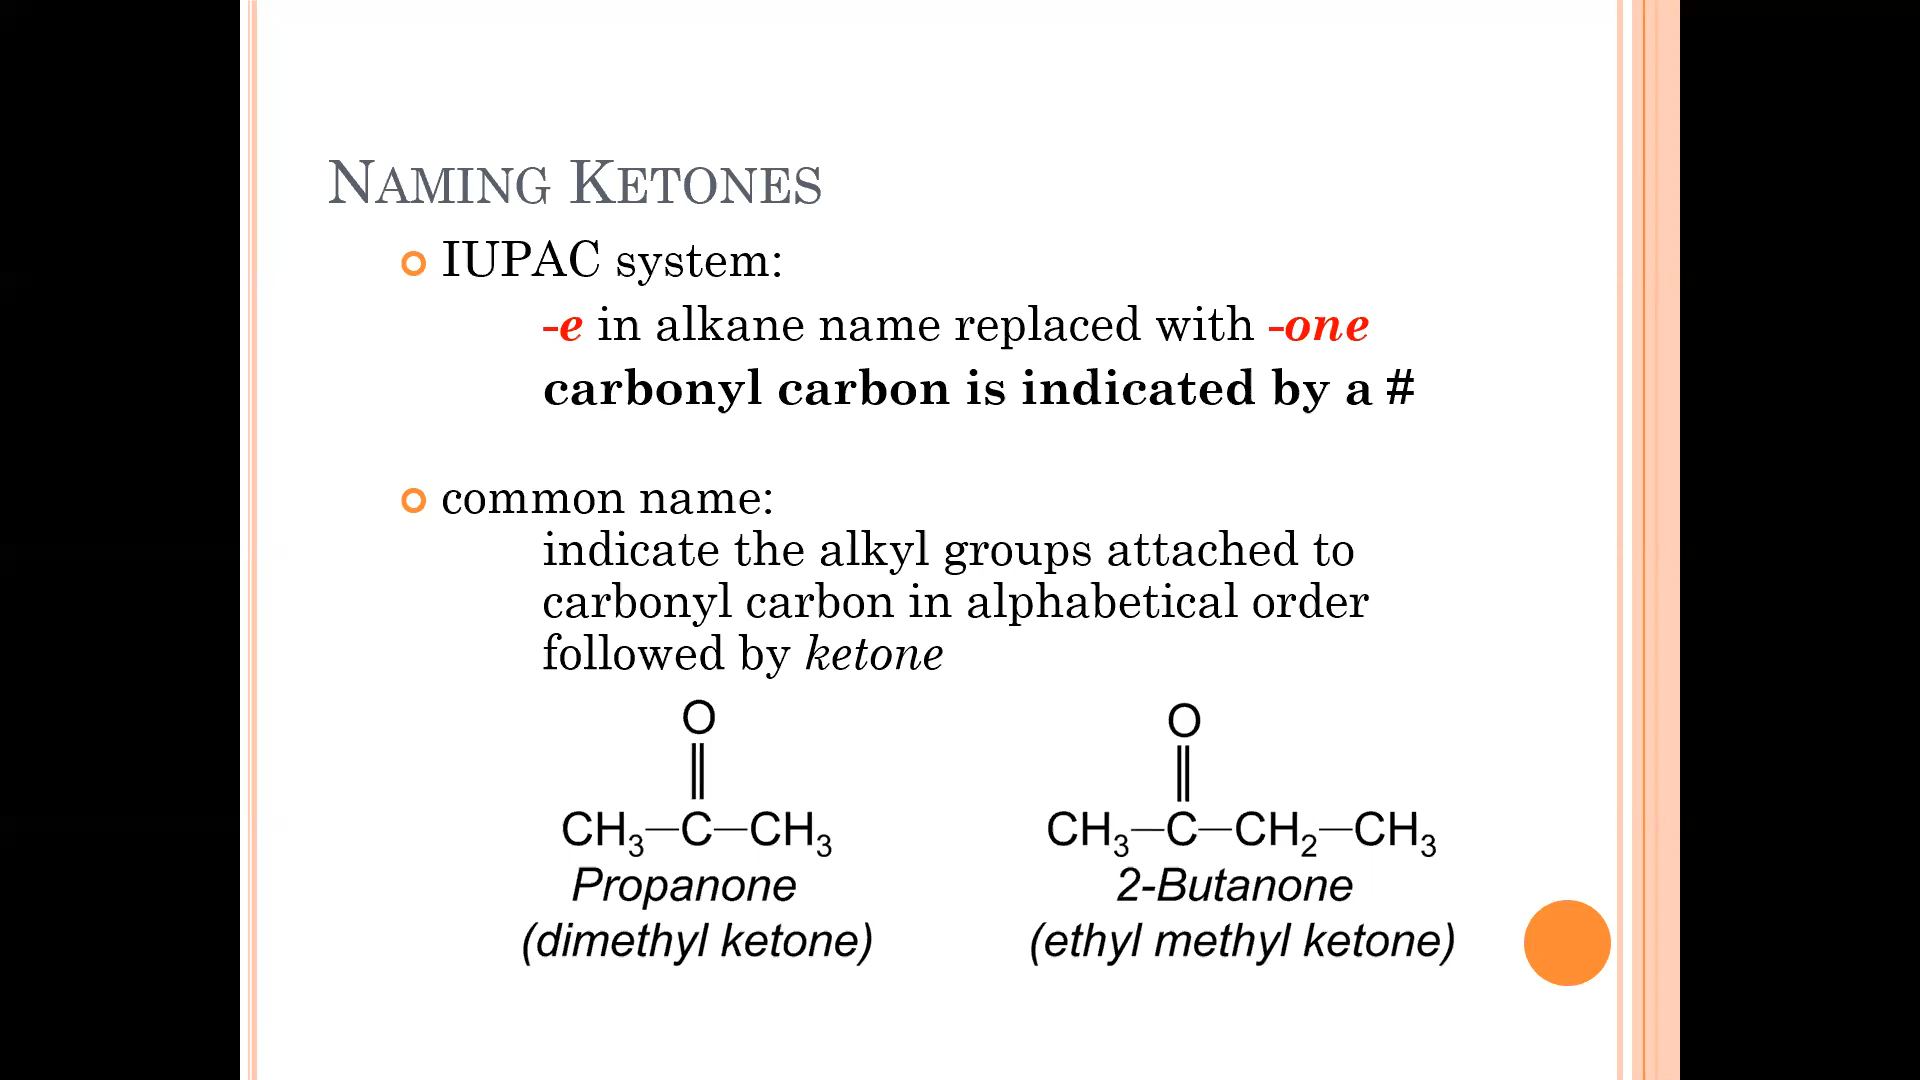 NAMING KETONES
IUPAC system:
-e in alkane name replaced with -one
carbonyl carbon is indicated by a #
common name:
indicate the alkyl groups attached to
carbonyl carbon in alphabetical order
followed by ketone
O O
CH₃—C—CH₃ CH₃—C—CH₂—CH₃
Propanone 2-Butanone
(dimethyl ketone) (ethyl methyl ketone)